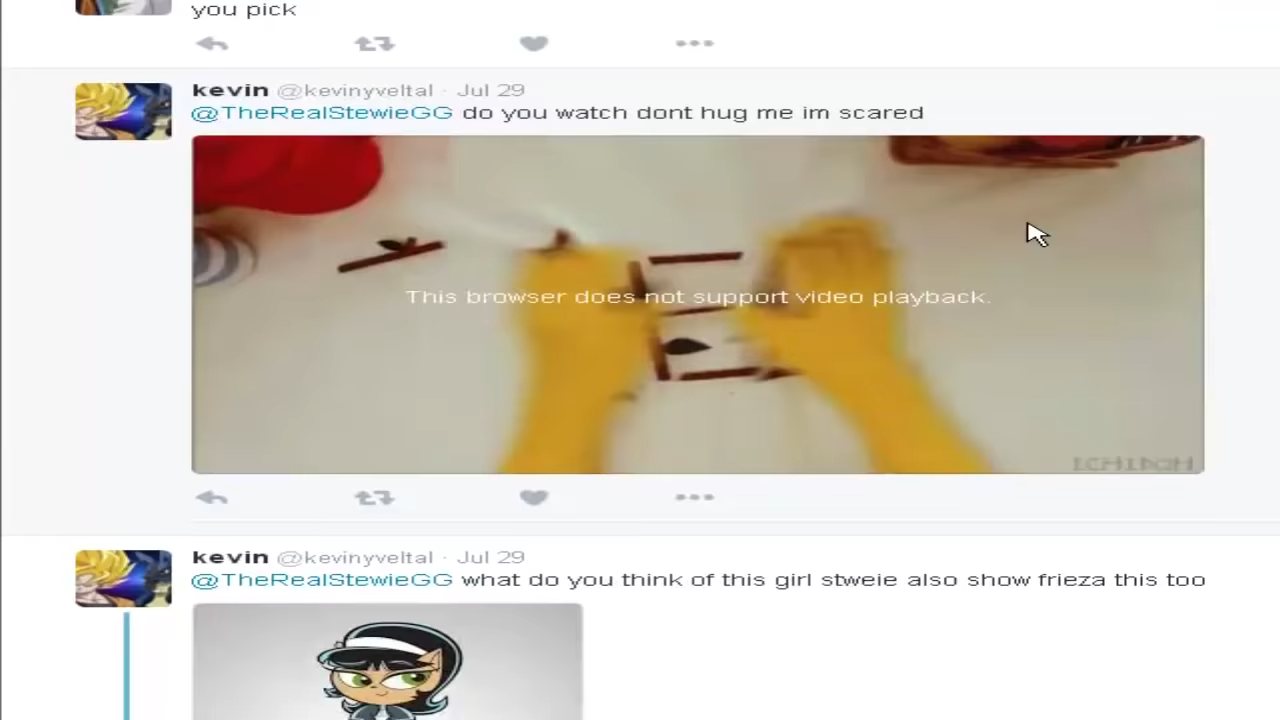 you pick
kevin @kevinyveltal · Jul 29
@TheRealStewieGG do you watch dont hug me im scared
This browser does not support video playback.
kevin @kevinyveltal · Jul 29
@TheRealStewieGG what do you think of this girl stweie also show frieza this too